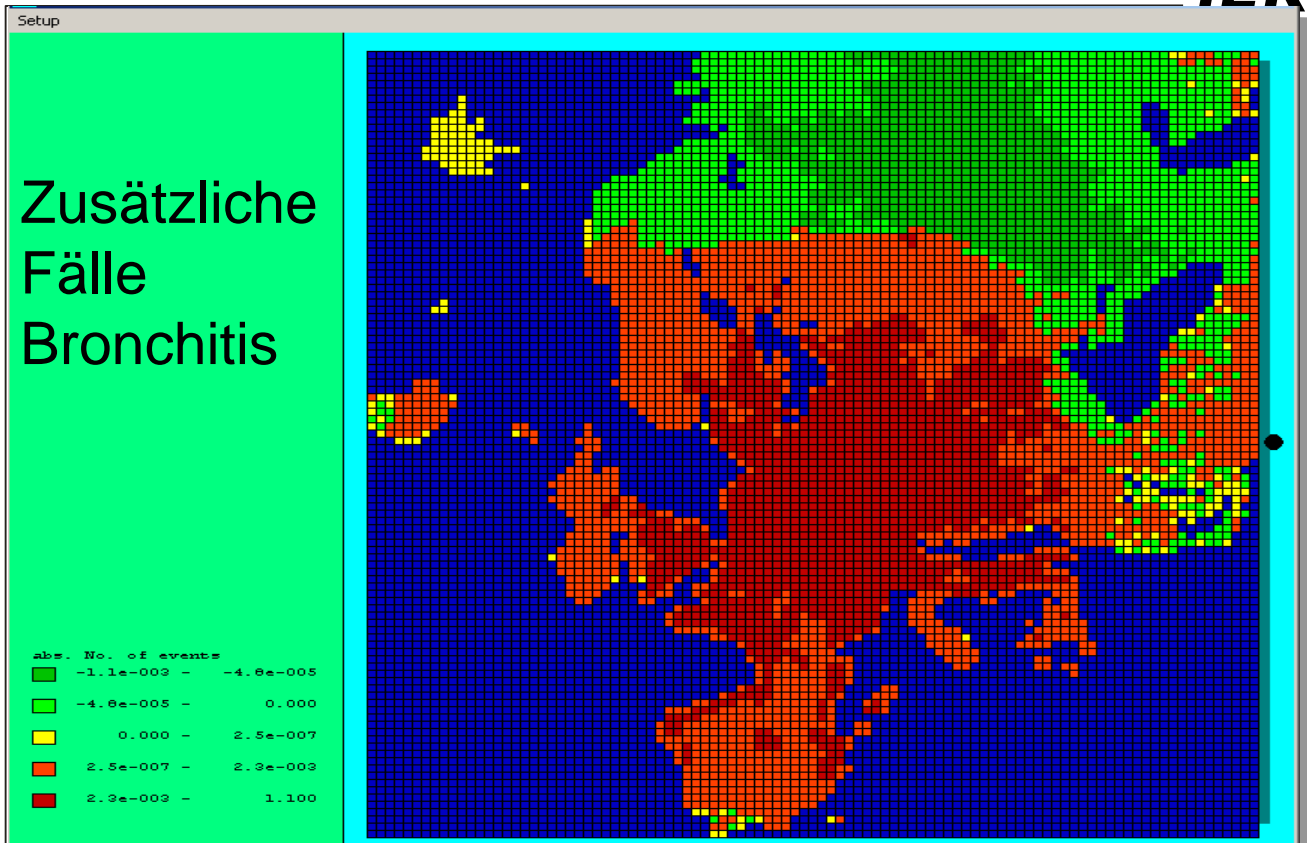 IER
Setup
Zusätzliche
Fälle
Bronchitis
abs. No. of events
-1.1e-003 - -4.8e-005
-4.8e-005 - 0.000
0.000 - 2.5e-007
2.5e-007 - 2.3e-003
2.3e-003 - 1.100